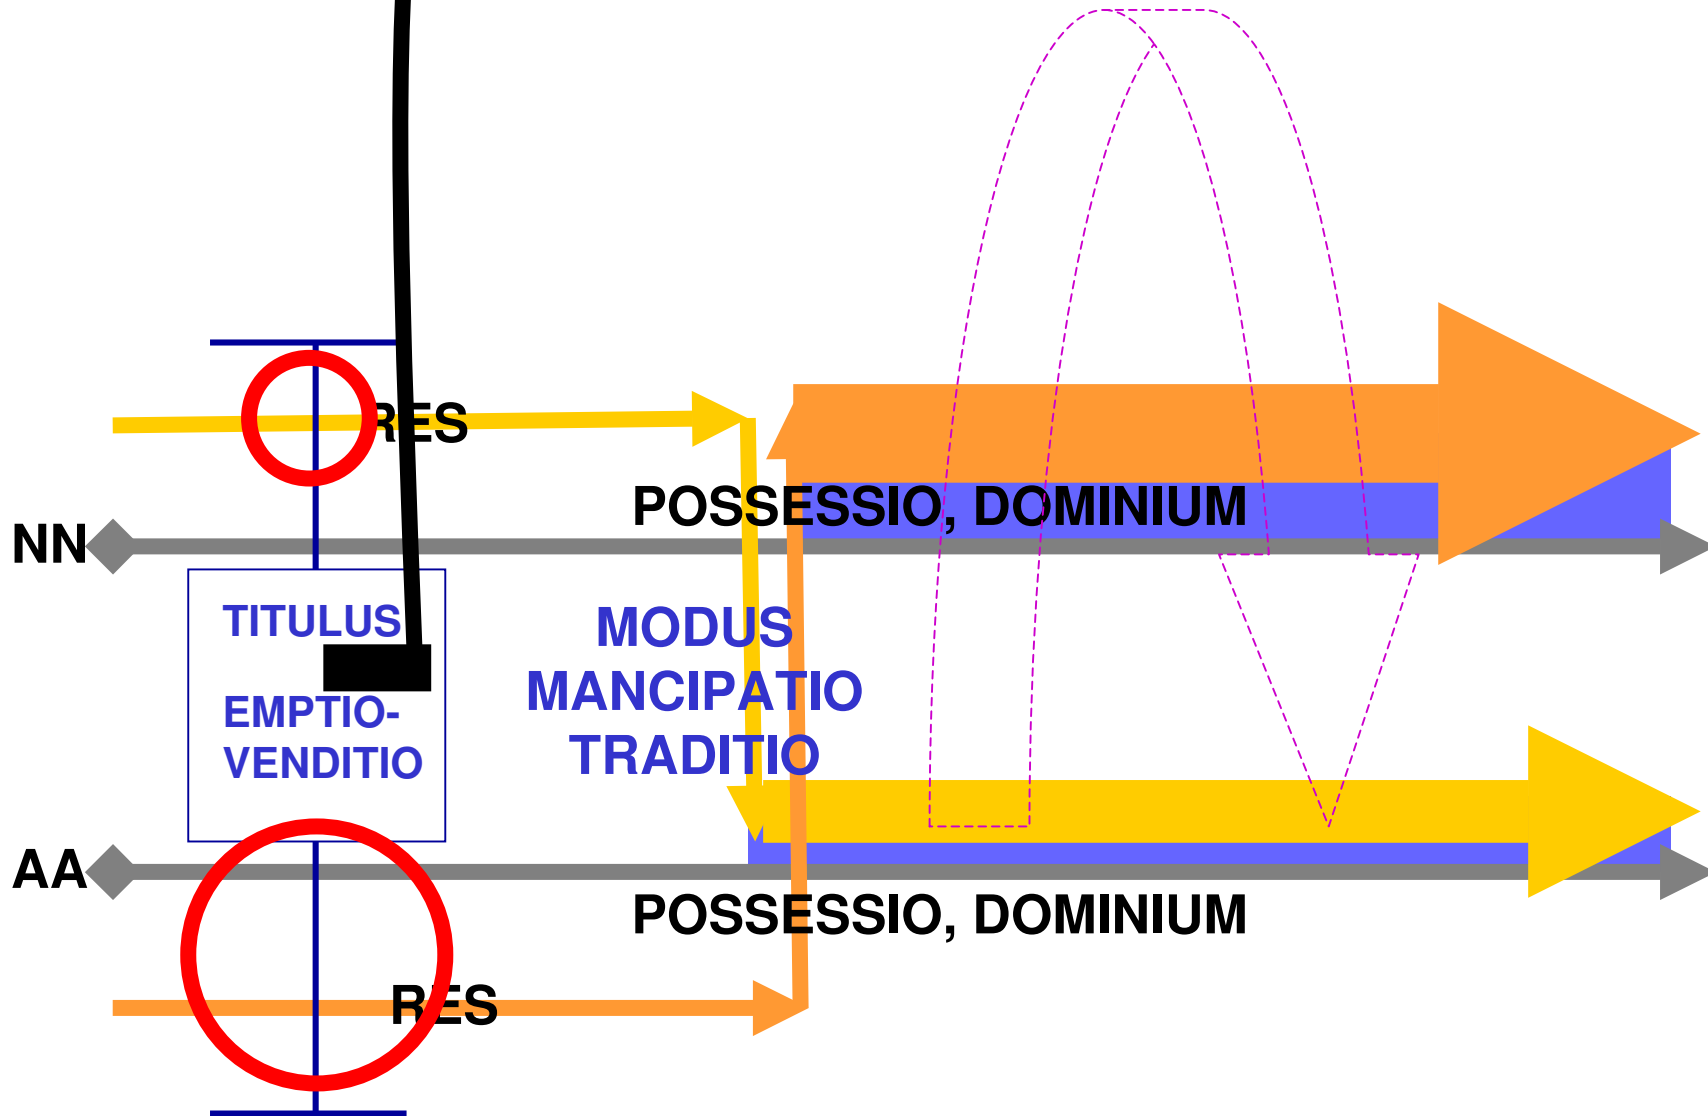 RES
POSSESSIO, DOMINIUM
NN
TITULUS
EMPTIO-
VENDITIO
MODUS
MANCIPATIO
TRADITIO
AA
POSSESSIO, DOMINIUM
RES